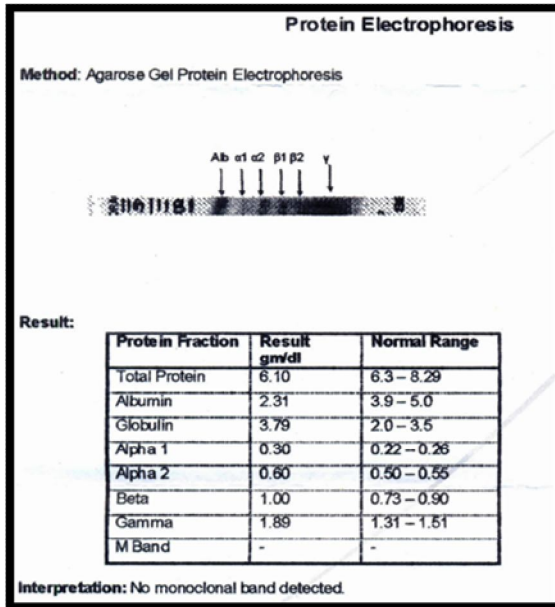 Protein Electrophoresis
Method: Agarose Gel Protein Electrophoresis
Alb α1 α2 β1 β2 γ
Result:
Protein Fraction Result gm/dl Normal Range
Total Protein 6.10 6.3 – 8.29
Albumin 2.31 3.9 – 5.0
Globulin 3.79 2.0 – 3.5
Alpha 1 0.30 0.22 – 0.26
Alpha 2 0.60 0.50 – 0.55
Beta 1.00 0.73 – 0.90
Gamma 1.89 1.31 – 1.51
M Band - -
Interpretation: No monoclonal band detected.